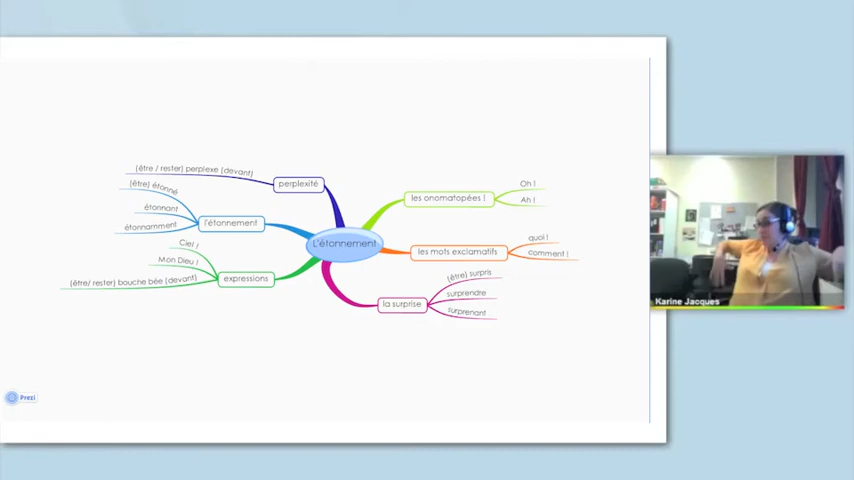 (être / rester) perplexe (devant)
perplexité
(être) étonné
étonnant
étonnamment
l'étonnement
Ciel !
Mon Dieu !
(être/ rester) bouche bée (devant)
expressions
L'étonnement
les onomatopées !
Oh !
Ah !
les mots exclamatifs
quoi !
comment !
la surprise
(être) surpris
surprendre
surprenant
Prezi
Karine Jacques